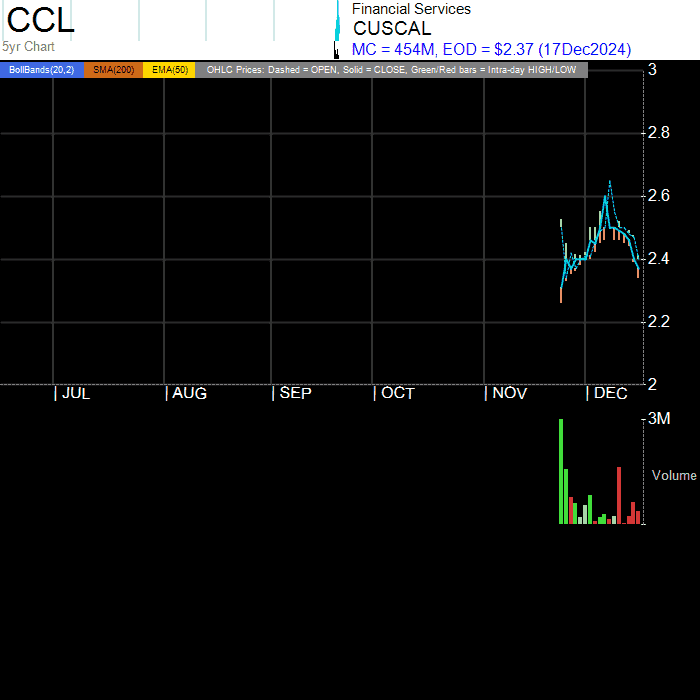 CCL
5yr Chart
Financial Services
CUSCAL
MC = 454M, EOD = $2.37 (17Dec2024)
BollBands(20,2) SMA(200) EMA(50) OHLC Prices: Dashed = OPEN, Solid = CLOSE, Green/Red bars = Intra-day HIGH/LOW
3
2.8
2.6
2.4
2.2
2
| JUL | AUG | SEP | OCT | NOV | DEC
3M
Volume